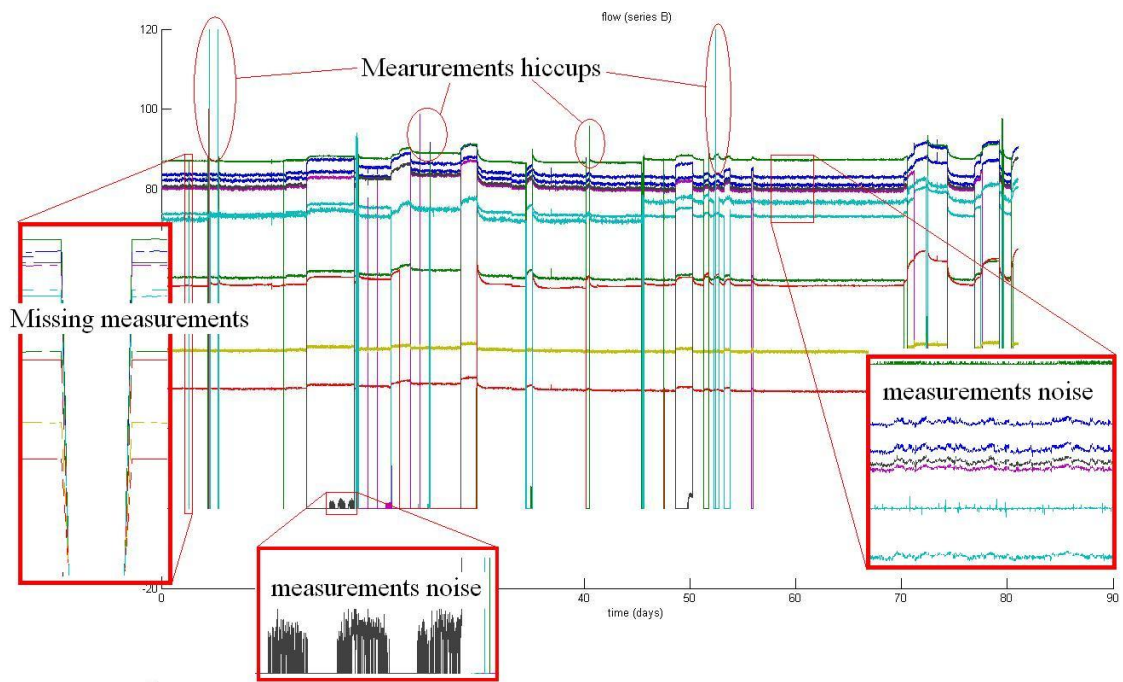 flow (series B)
120
Mearurements hiccups
100
80
Missing measurements
measurements noise
measurements noise
-20
0
40
50
60
70
80
90
time (days)